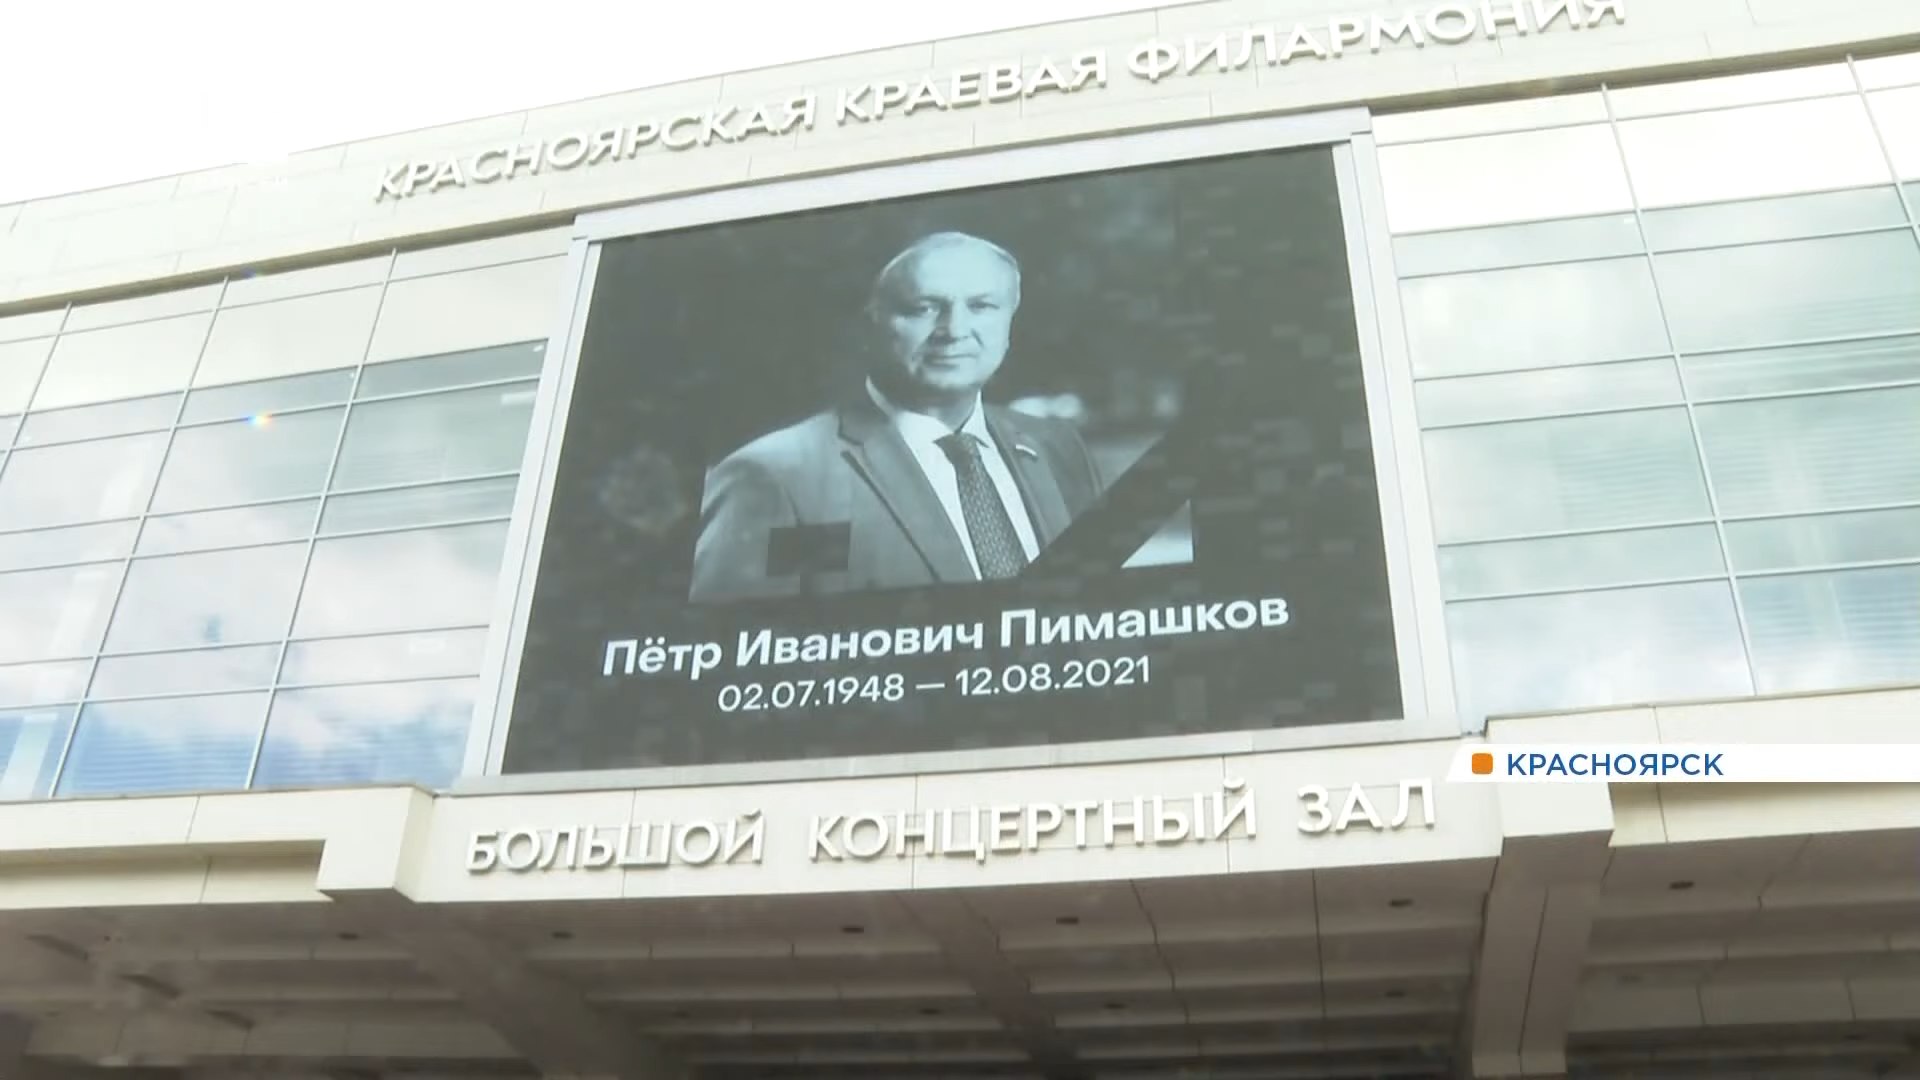 КРАСНОЯРСКАЯ КРАЕВАЯ ФИЛАРМОНИЯ
Пётр Иванович Пимашков
02.07.1948 — 12.08.2021
КРАСНОЯРСК
БОЛЬШОЙ КОНЦЕРТНЫЙ ЗАЛ